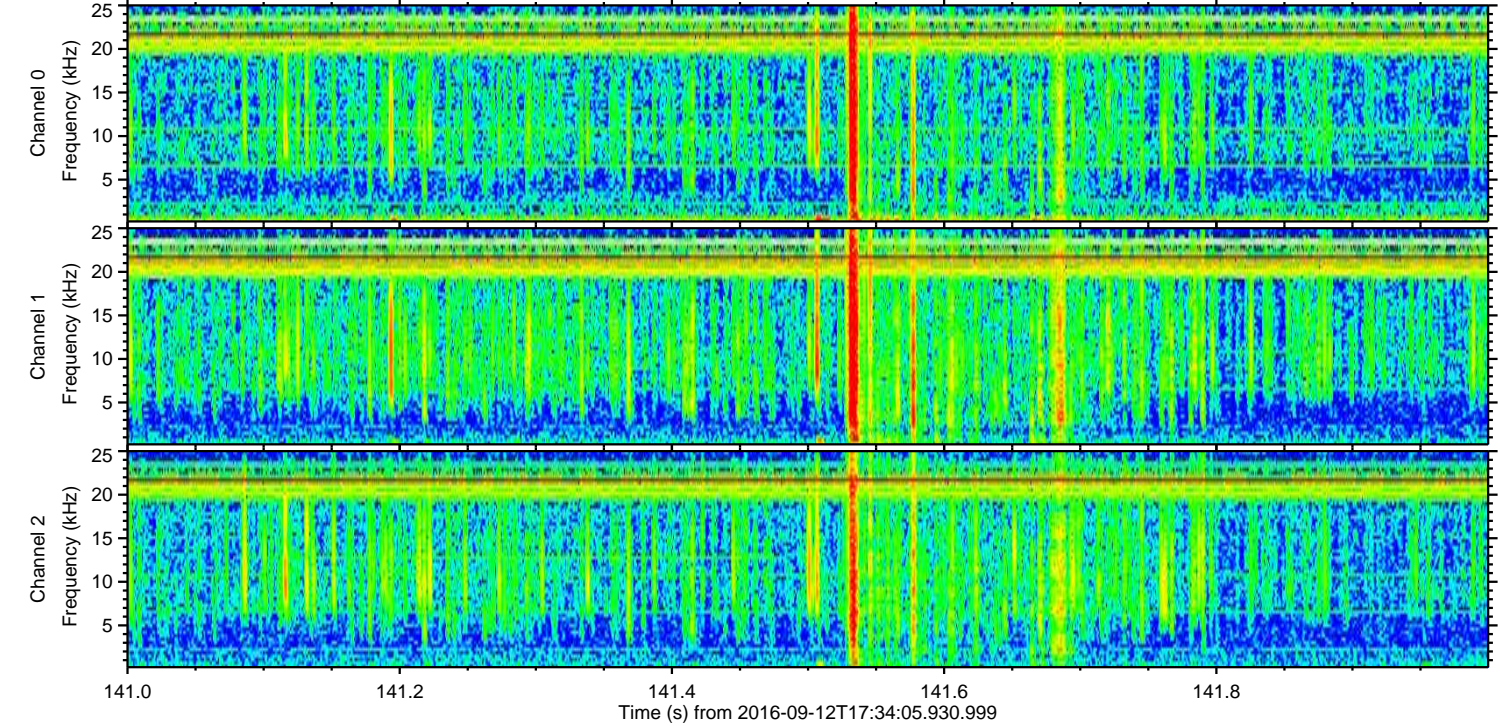 Channel 0
Frequency (kHz)
25
20
15
10
5
Channel 1
Frequency (kHz)
25
20
15
10
5
Channel 2
Frequency (kHz)
25
20
15
10
5
141.0 141.2 141.4 141.6 141.8
Time (s) from 2016-09-12T17:34:05.930.999